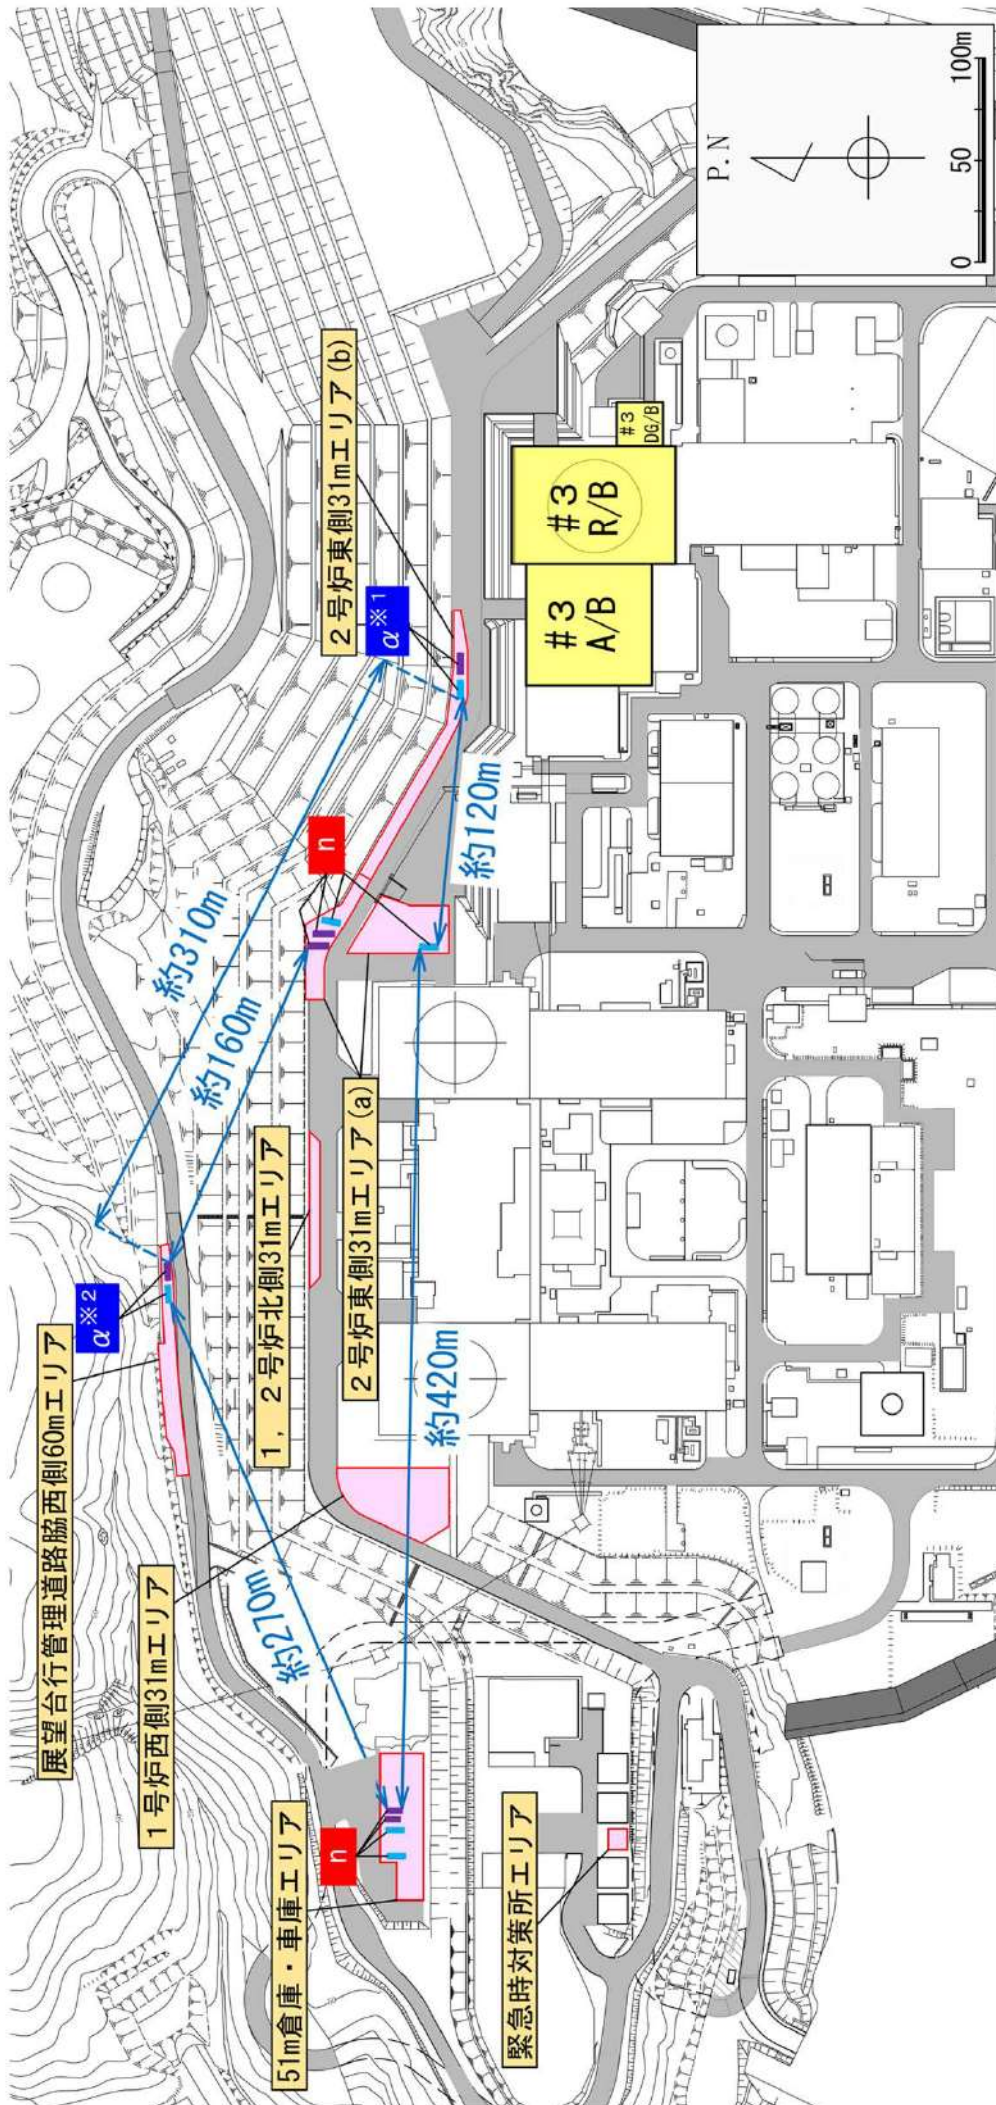 展望台行管理道路脇西側60mエリア
α※2
1号炉西側31mエリア
51m倉庫・車庫エリア
n
緊急時対策所エリア
約270m
約310m
約160m
1，2号炉北側31mエリア
2号炉東側31mエリア(a)
約420m
n
約120m
2号炉東側31mエリア(b)
α※1
#3
A/B
#3
R/B
#3
DG/B
P.N
0
50
100m